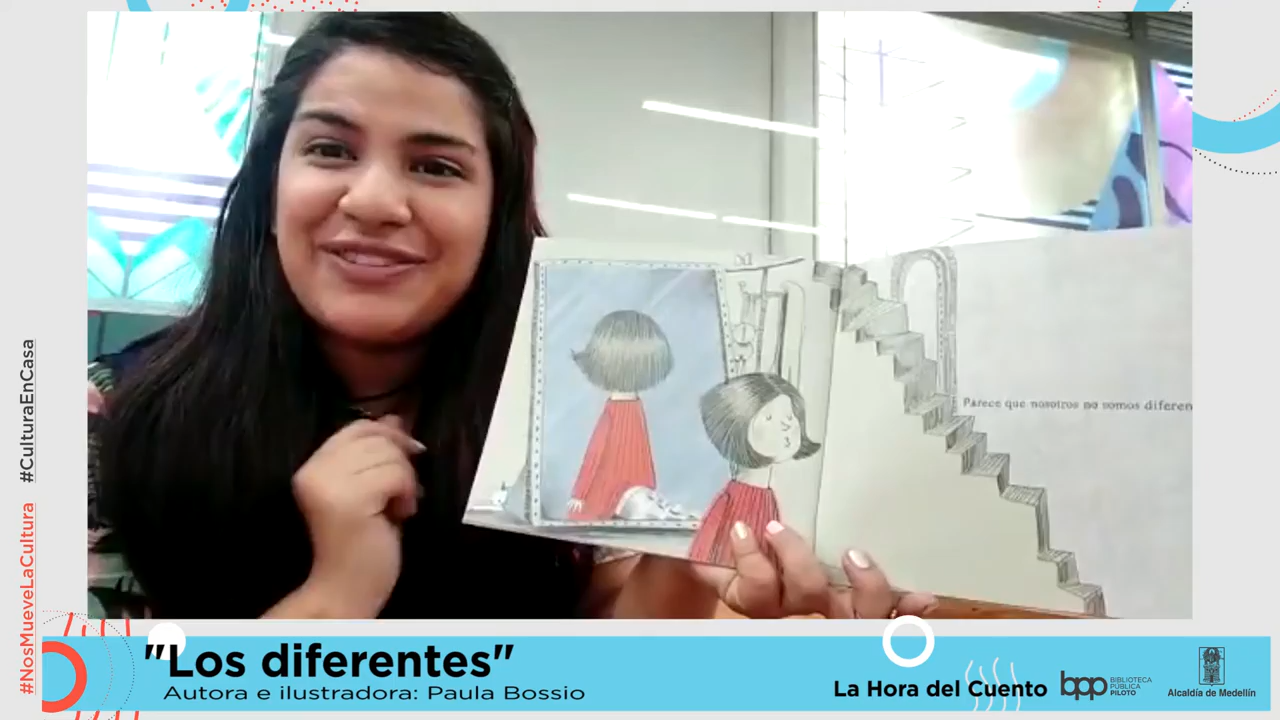 #NosMueveLaCultura #CulturaEnCasa
Parece que nosotros no somos diferen
"Los diferentes"
Autora e ilustradora: Paula Bossio
La Hora del Cuento
bpp
BIBLIOTECA
PÚBLICA
PILOTO
Alcaldía de Medellín